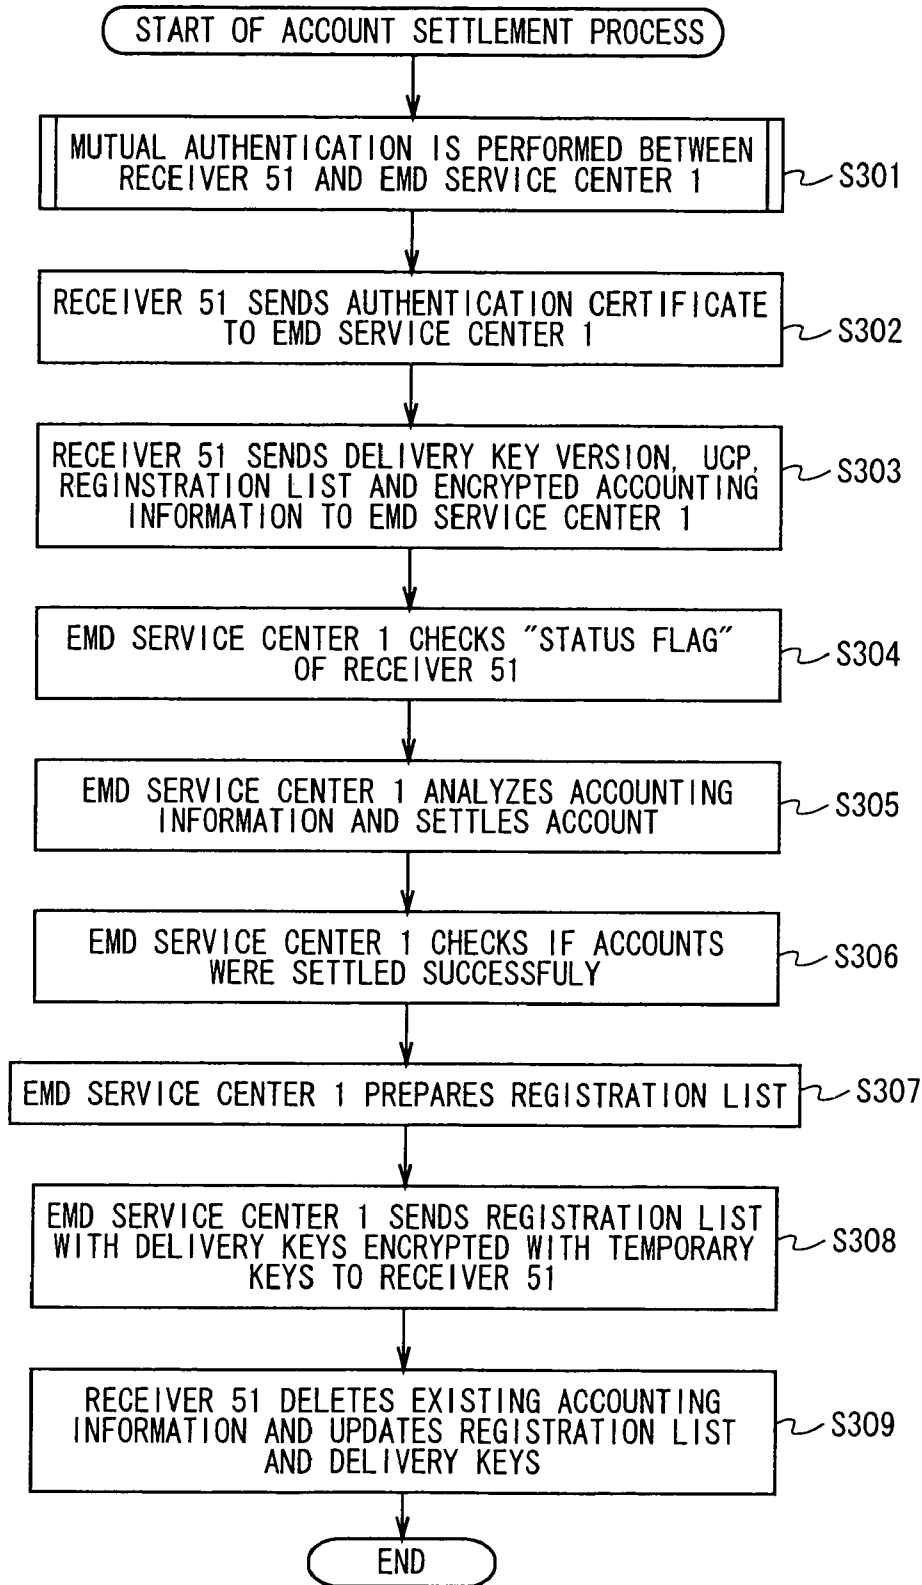 START OF ACCOUNT SETTLEMENT PROCESS
MUTUAL AUTHENTICATION IS PERFORMED BETWEEN
RECEIVER 51 AND EMD SERVICE CENTER 1
S301
RECEIVER 51 SENDS AUTHENTICATION CERTIFICATE
TO EMD SERVICE CENTER 1
S302
RECEIVER 51 SENDS DELIVERY KEY VERSION, UCP,
REGINSTRATION LIST AND ENCRYPTED ACCOUNTING
INFORMATION TO EMD SERVICE CENTER 1
S303
EMD SERVICE CENTER 1 CHECKS "STATUS FLAG"
OF RECEIVER 51
S304
EMD SERVICE CENTER 1 ANALYZES ACCOUNTING
INFORMATION AND SETTLES ACCOUNT
S305
EMD SERVICE CENTER 1 CHECKS IF ACCOUNTS
WERE SETTLED SUCCESSFULY
S306
EMD SERVICE CENTER 1 PREPARES REGISTRATION LIST
S307
EMD SERVICE CENTER 1 SENDS REGISTRATION LIST
WITH DELIVERY KEYS ENCRYPTED WITH TEMPORARY
KEYS TO RECEIVER 51
S308
RECEIVER 51 DELETES EXISTING ACCOUNTING
INFORMATION AND UPDATES REGISTRATION LIST
AND DELIVERY KEYS
S309
END